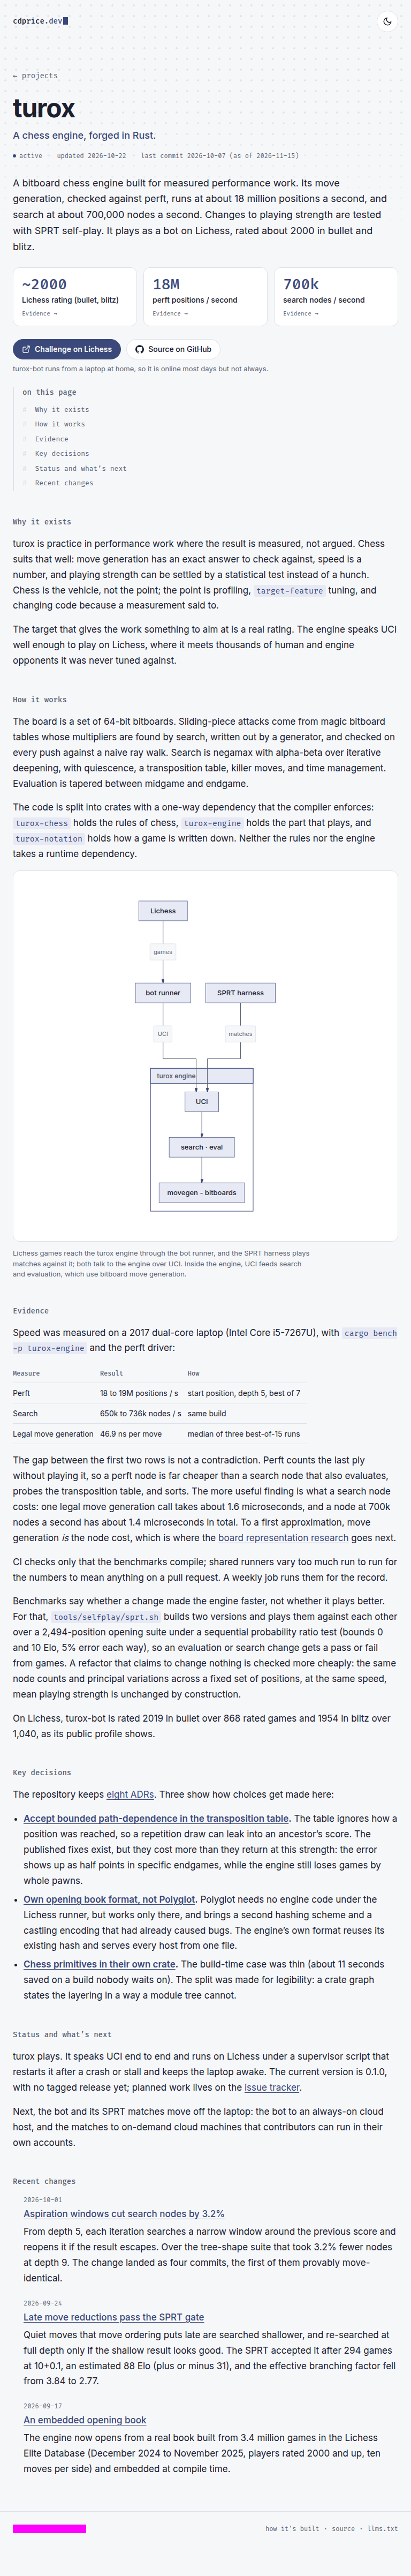 cdprice.dev
← projects
turox
A chess engine, forged in Rust.
active · updated 2026-10-22 · last commit 2026-10-07 (as of 2026-11-15)
A bitboard chess engine built for measured performance work. Its move
generation, checked against perft, runs at about 18 million positions a second, and
search at about 700,000 nodes a second. Changes to playing strength are tested
with SPRT self-play. It plays as a bot on Lichess, rated about 2000 in bullet and
blitz.
~2000
Lichess rating (bullet, blitz)
Evidence →
18M
perft positions / second
Evidence →
700k
search nodes / second
Evidence →
Challenge on Lichess
Source on GitHub
turox-bot runs from a laptop at home, so it is online most days but not always.
on this page
# Why it exists
# How it works
# Evidence
# Key decisions
# Status and what's next
# Recent changes
Why it exists
turox is practice in performance work where the result is measured, not argued. Chess
suits that well: move generation has an exact answer to check against, speed is a
number, and playing strength can be settled by a statistical test instead of a hunch.
Chess is the vehicle, not the point; the point is profiling, target-feature tuning, and
changing code because a measurement said to.
The target that gives the work something to aim at is a real rating. The engine speaks UCI
well enough to play on Lichess, where it meets thousands of human and engine
opponents it was never tuned against.
How it works
The board is a set of 64-bit bitboards. Sliding-piece attacks come from magic bitboard
tables whose multipliers are found by search, written out by a generator, and checked on
every push against a naive ray walk. Search is negamax with alpha-beta over iterative
deepening, with quiescence, a transposition table, killer moves, and time management.
Evaluation is tapered between midgame and endgame.
The code is split into crates with a one-way dependency that the compiler enforces:
turox-chess holds the rules of chess, turox-engine holds the part that plays, and
turox-notation holds how a game is written down. Neither the rules nor the engine
takes a runtime dependency.
Lichess
games
bot runner
SPRT harness
UCI
matches
turox engine
UCI
search · eval
movegen - bitboards
Lichess games reach the turox engine through the bot runner, and the SPRT harness plays
matches against it; both talk to the engine over UCI. Inside the engine, UCI feeds search
and evaluation, which use bitboard move generation.
Evidence
Speed was measured on a 2017 dual-core laptop (Intel Core i5-7267U), with cargo bench
-p turox-engine and the perft driver:
Measure Result How
Perft 18 to 19M positions / s start position, depth 5, best of 7
Search 650k to 736k nodes / s same build
Legal move generation 46.9 ns per move median of three best-of-15 runs
The gap between the first two rows is not a contradiction. Perft counts the last ply
without playing it, so a perft node is far cheaper than a search node that also evaluates,
probes the transposition table, and sorts. The more useful finding is what a search node
costs: one legal move generation call takes about 1.6 microseconds, and a node at 700k
nodes a second has about 1.4 microseconds in total. To a first approximation, move
generation is the node cost, which is where the board representation research goes next.
CI checks only that the benchmarks compile; shared runners vary too much run to run for
the numbers to mean anything on a pull request. A weekly job runs them for the record.
Benchmarks say whether a change made the engine faster, not whether it plays better.
For that, tools/selfplay/sprt.sh builds two versions and plays them against each other
over a 2,494-position opening suite under a sequential probability ratio test (bounds 0
and 10 Elo, 5% error each way), so an evaluation or search change gets a pass or fail
from games. A refactor that claims to change nothing is checked more cheaply: the same
node counts and principal variations across a fixed set of positions, at the same speed,
mean playing strength is unchanged by construction.
On Lichess, turox-bot is rated 2019 in bullet over 868 rated games and 1954 in blitz over
1,040, as its public profile shows.
Key decisions
The repository keeps eight ADRs. Three show how choices get made here:
• Accept bounded path-dependence in the transposition table. The table ignores how a
position was reached, so a repetition draw can leak into an ancestor's score. The
published fixes exist, but they cost more than they return at this strength: the error
shows up as half points in specific endgames, while the engine still loses games by
whole pawns.
• Own opening book format, not Polyglot. Polyglot needs no engine code under the
Lichess runner, but works only there, and brings a second hashing scheme and a
castling encoding that had already caused bugs. The engine's own format reuses its
existing hash and serves every host from one file.
• Chess primitives in their own crate. The build-time case was thin (about 11 seconds
saved on a build nobody waits on). The split was made for legibility: a crate graph
states the layering in a way a module tree cannot.
Status and what's next
turox plays. It speaks UCI end to end and runs on Lichess under a supervisor script that
restarts it after a crash or stall and keeps the laptop awake. The current version is 0.1.0,
with no tagged release yet; planned work lives on the issue tracker.
Next, the bot and its SPRT matches move off the laptop: the bot to an always-on cloud
host, and the matches to on-demand cloud machines that contributors can run in their
own accounts.
Recent changes
2026-10-01
Aspiration windows cut search nodes by 3.2%
From depth 5, each iteration searches a narrow window around the previous score and
reopens it if the result escapes. Over the tree-shape suite that took 3.2% fewer nodes
at depth 9. The change landed as four commits, the first of them provably move-
identical.
2026-09-24
Late move reductions pass the SPRT gate
Quiet moves that move ordering puts late are searched shallower, and re-searched at
full depth only if the shallow result looks good. The SPRT accepted it after 294 games
at 10+0.1, an estimated 88 Elo (plus or minus 31), and the effective branching factor fell
from 3.84 to 2.77.
2026-09-17
An embedded opening book
The engine now opens from a real book built from 3.4 million games in the Lichess
Elite Database (December 2024 to November 2025, players rated 2000 and up, ten
moves per side) and embedded at compile time.
how it's built · source · llms.txt